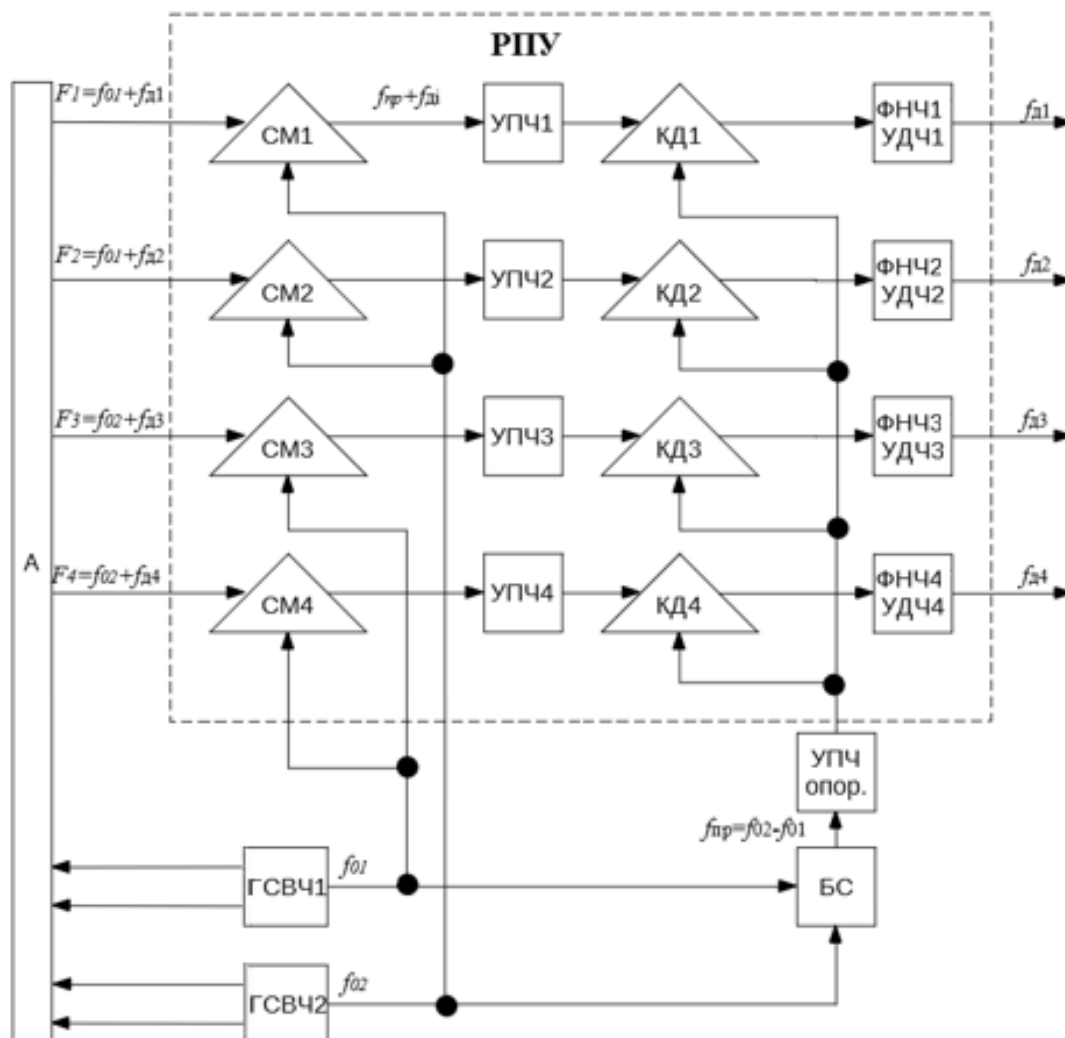 РПУ
F1=f01+fд1
СМ1
fпр+fдi
УПЧ1
КД1
ФНЧ1
УДЧ1
fд1
F2=f01+fд2
СМ2
УПЧ2
КД2
ФНЧ2
УДЧ2
fд2
F3=f02+fд3
СМ3
УПЧ3
КД3
ФНЧ3
УДЧ3
fд3
А
F4=f02+fд4
СМ4
УПЧ4
КД4
ФНЧ4
УДЧ4
fд4
УПЧ
опор.
fпр=f02-f01
ГСВЧ1
f01
БС
ГСВЧ2
f02